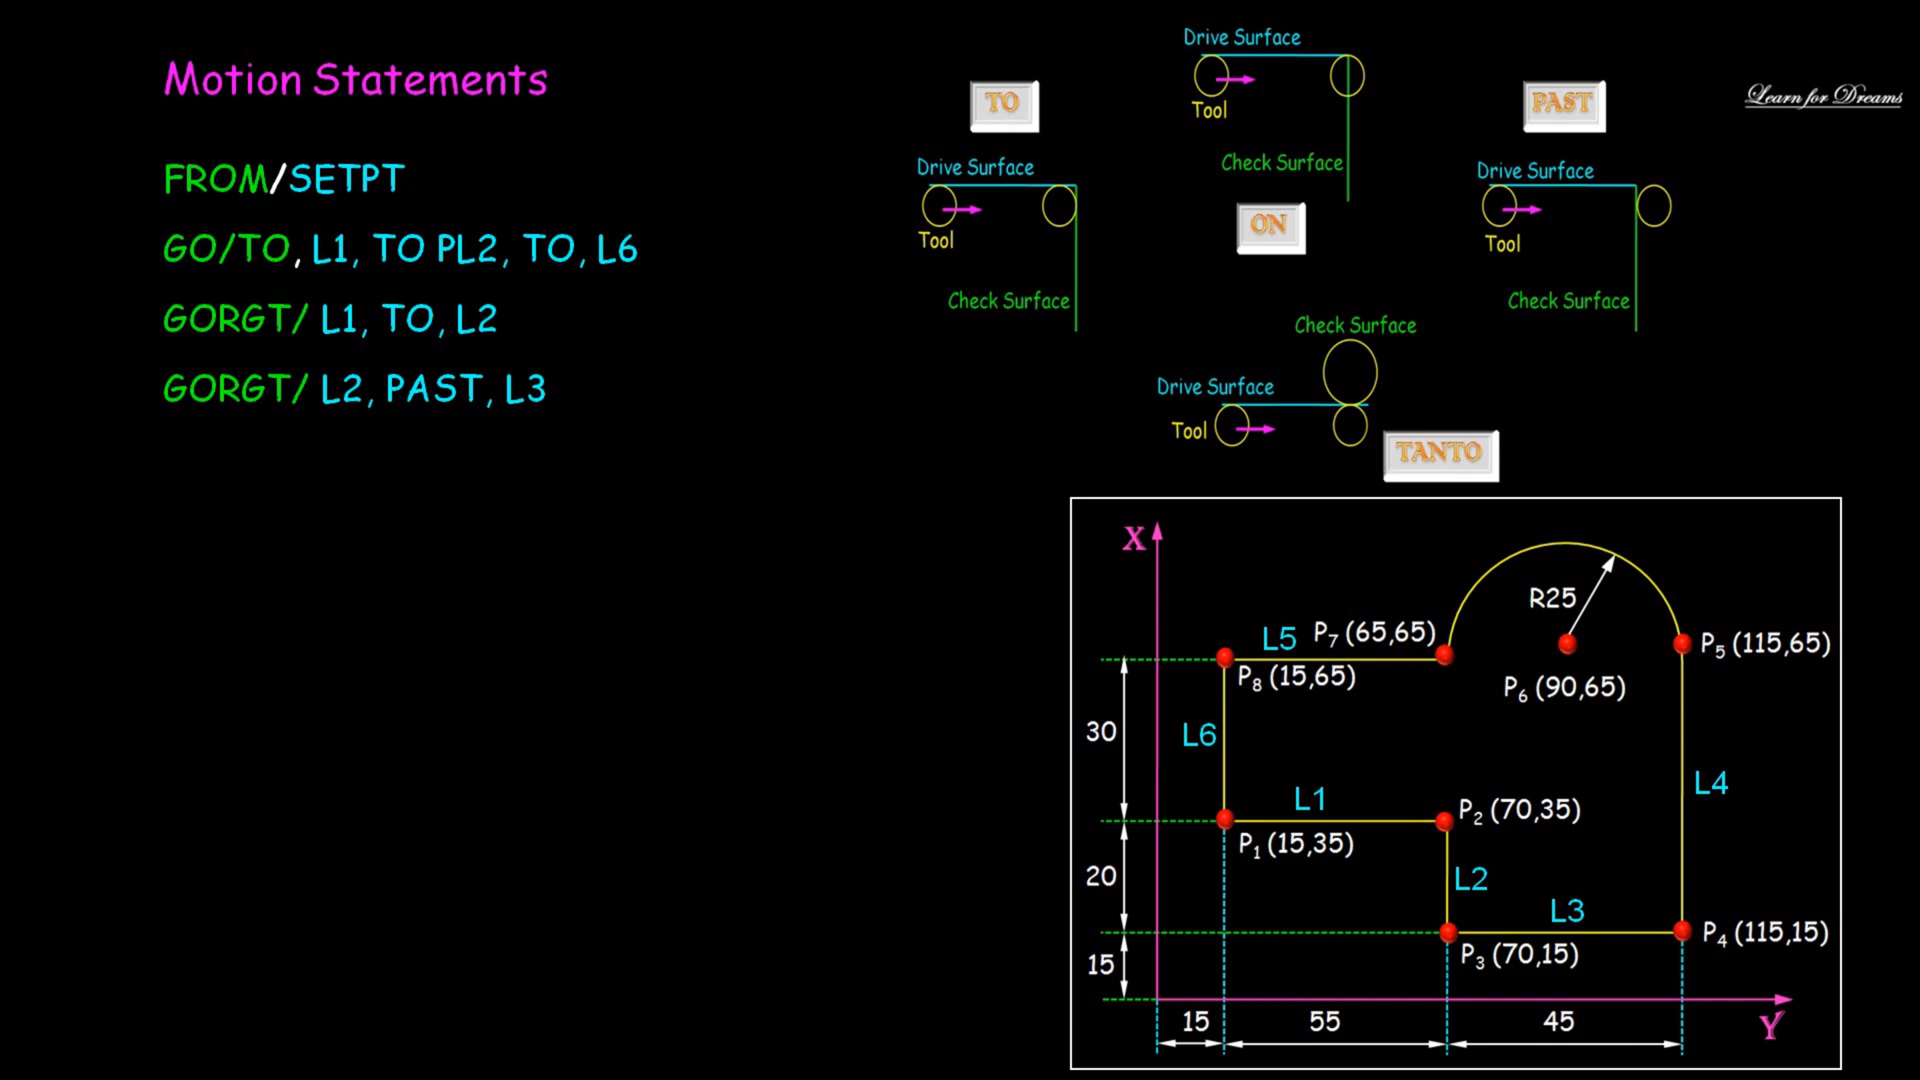 Motion Statements
FROM/SETPT
GO/TO, L1, TO PL2, TO, L6
GORGT/ L1, TO, L2
GORGT/ L2, PAST, L3
Learn for Dreams
TO
Drive Surface
Tool
Check Surface
Drive Surface
Tool
Check Surface
ON
PAST
Drive Surface
Tool
Check Surface
Check Surface
Drive Surface
Tool
TANTO
X
R25
L5
P7 (65,65)
P5 (115,65)
P8 (15,65)
P6 (90,65)
30
L6
L4
L1
P2 (70,35)
P1 (15,35)
20
L2
L3
P4 (115,15)
P3 (70,15)
15
15
55
45
Y